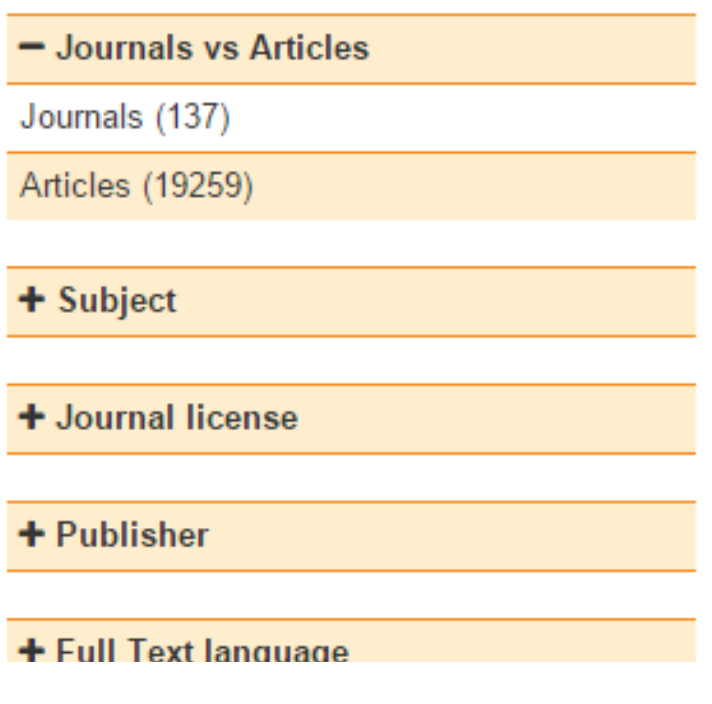 − Journals vs Articles
Journals (137)
Articles (19259)
+ Subject
+ Journal license
+ Publisher
+ Full Text language